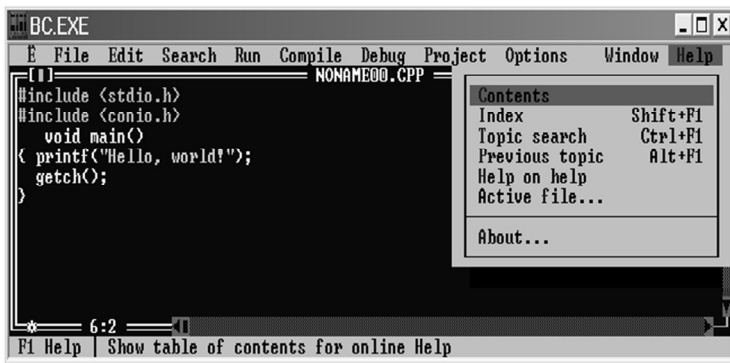 BC.EXE
Ë File Edit Search Run Compile Debug Project Options Window Help
NONAME00.CPP
#include <stdio.h>
#include <conio.h>
void main()
{ printf("Hello, world!");
getch();
}
Contents
Index Shift+F1
Topic search Ctrl+F1
Previous topic Alt+F1
Help on help
Active file...
About...
6:2
F1 Help | Show table of contents for online Help